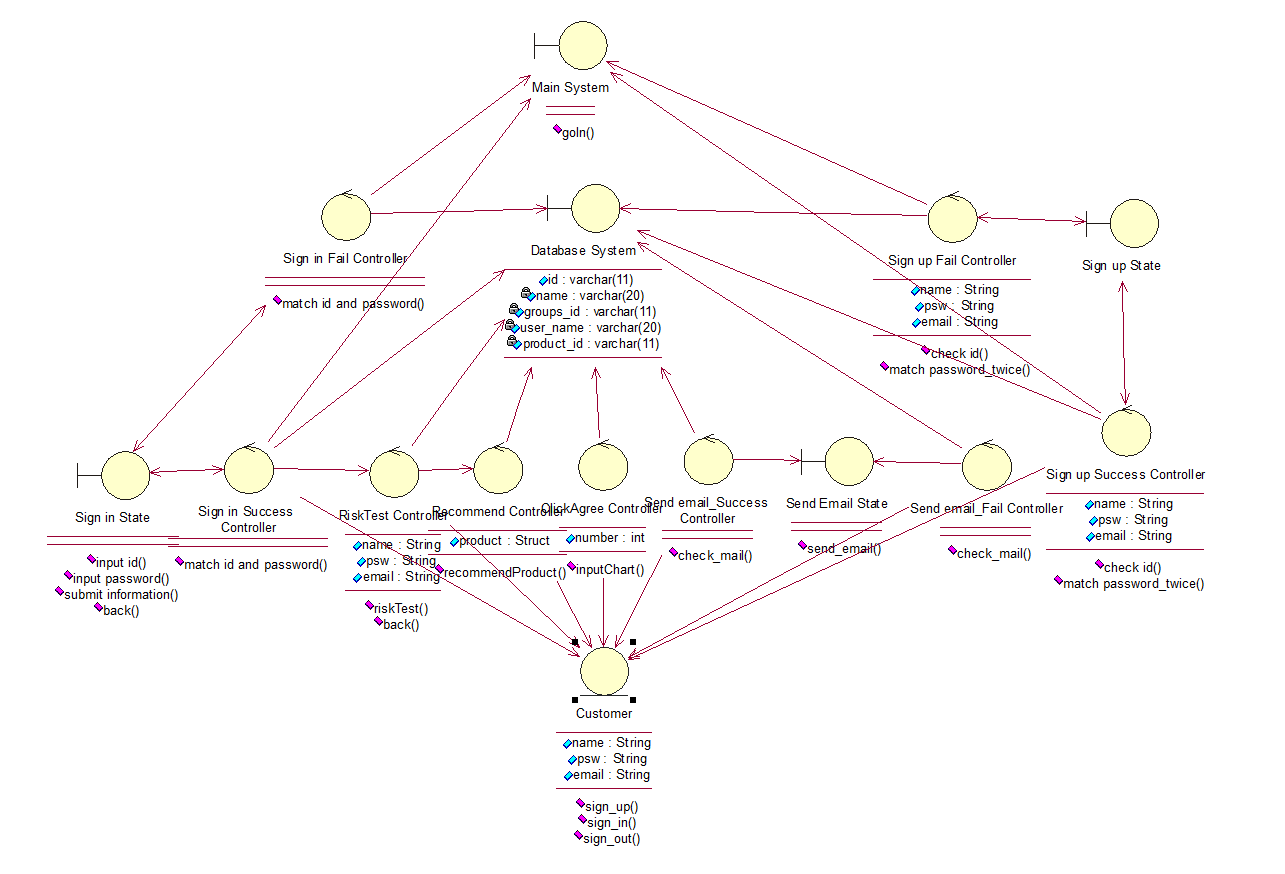 Main System
goIn()
Sign in Fail Controller
match id and password()
Database System
id : varchar(11)
name : varchar(20)
groups_id : varchar(11)
user_name : varchar(20)
product_id : varchar(11)
Sign up Fail Controller
name : String
psw : String
email : String
check id()
match password_twice()
Sign up State
Sign in State
input id()
input password()
submit information()
back()
Sign in Success
Controller
match id and password()
RiskTest Controller
name : String
psw : String
email : String
riskTest()
back()
Recommend Controller
product : Struct
recommendProduct()
ClickAgree Controller
number : int
inputChart()
Send email_Success
Controller
check_mail()
Send Email State
send_email()
Send email_Fail Controller
check_mail()
Sign up Success Controller
name : String
psw : String
email : String
check id()
match password_twice()
Customer
name : String
psw : String
email : String
sign_up()
sign_in()
sign_out()